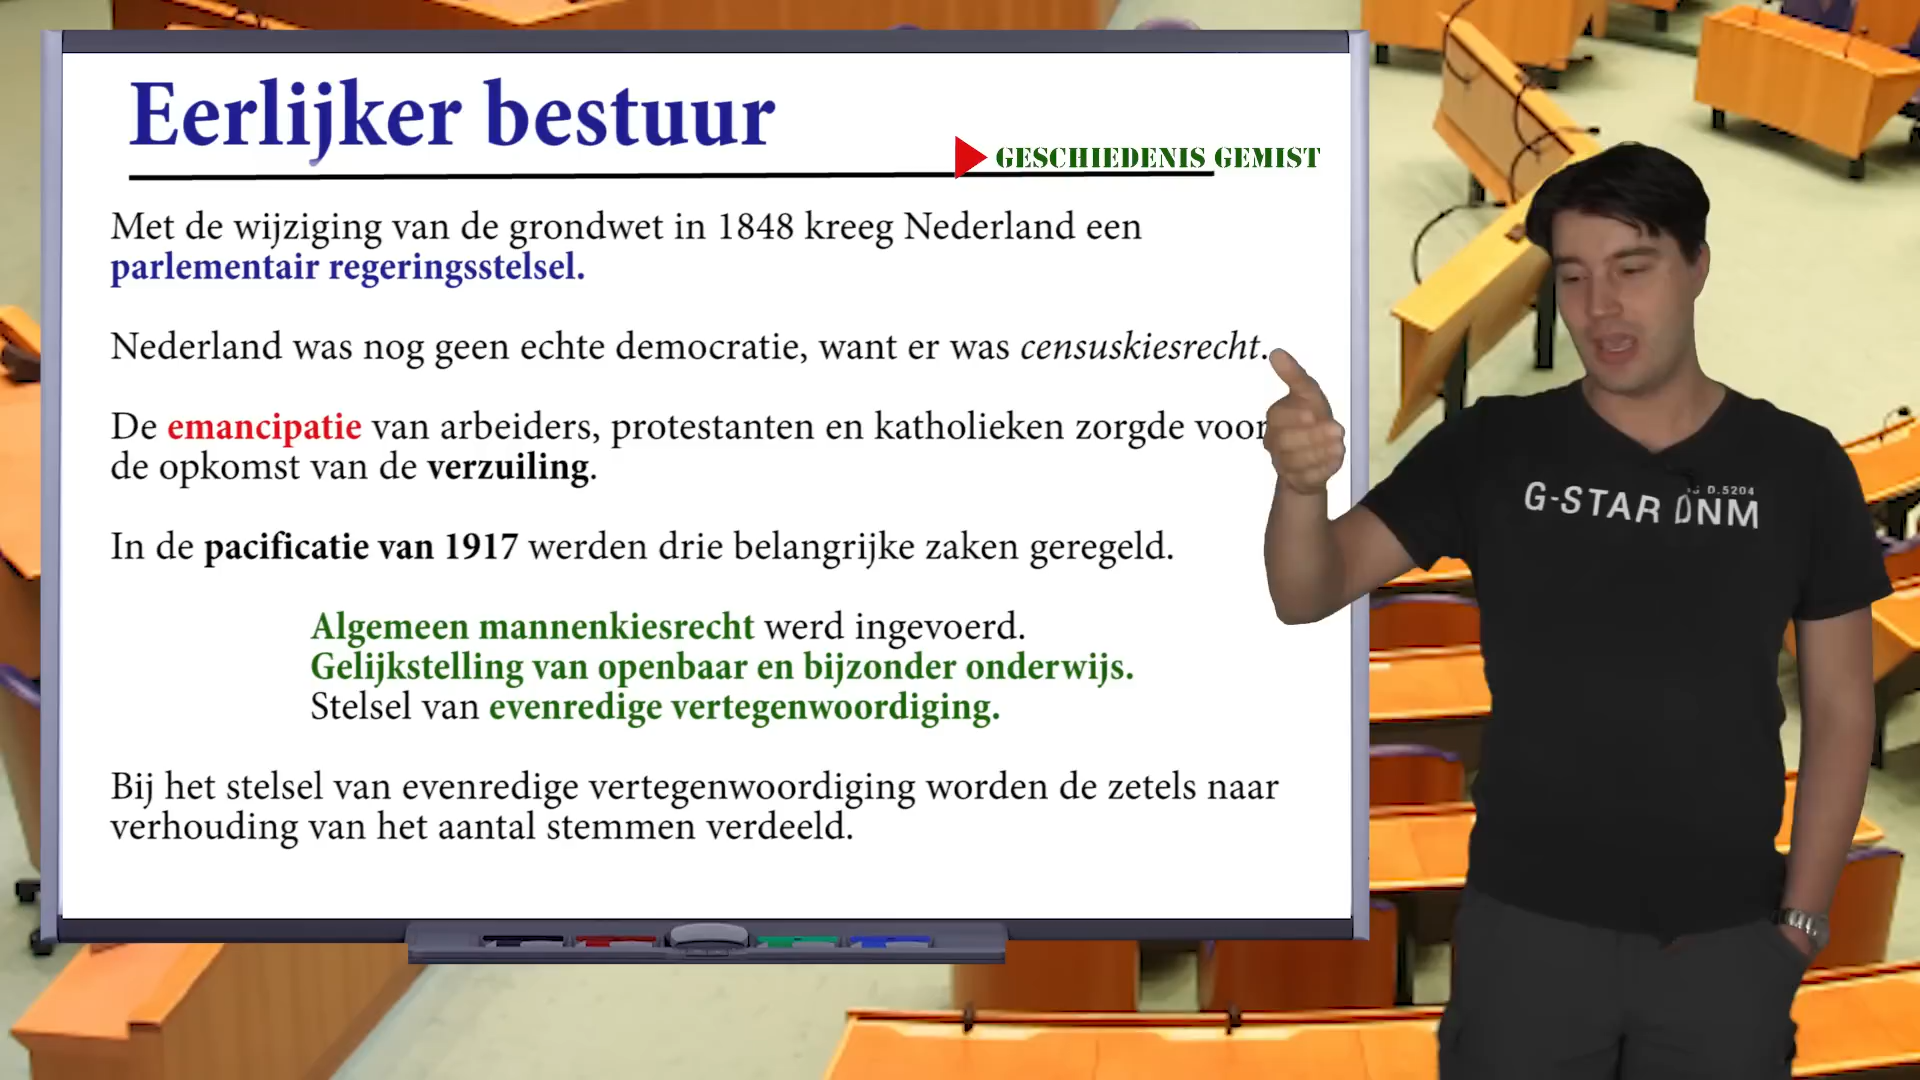 Eerlijker bestuur
GESCHIEDENIS GEMIST
Met de wijziging van de grondwet in 1848 kreeg Nederland een
parlementair regeringsstelsel.
Nederland was nog geen echte democratie, want er was censuskiesrecht.
De emancipatie van arbeiders, protestanten en katholieken zorgde voor
de opkomst van de verzuiling.
In de pacificatie van 1917 werden drie belangrijke zaken geregeld.
Algemeen mannenkiesrecht werd ingevoerd.
Gelijkstelling van openbaar en bijzonder onderwijs.
Stelsel van evenredige vertegenwoordiging.
Bij het stelsel van evenredige vertegenwoordiging worden de zetels naar
verhouding van het aantal stemmen verdeeld.
D.5204
G-STAR DNM